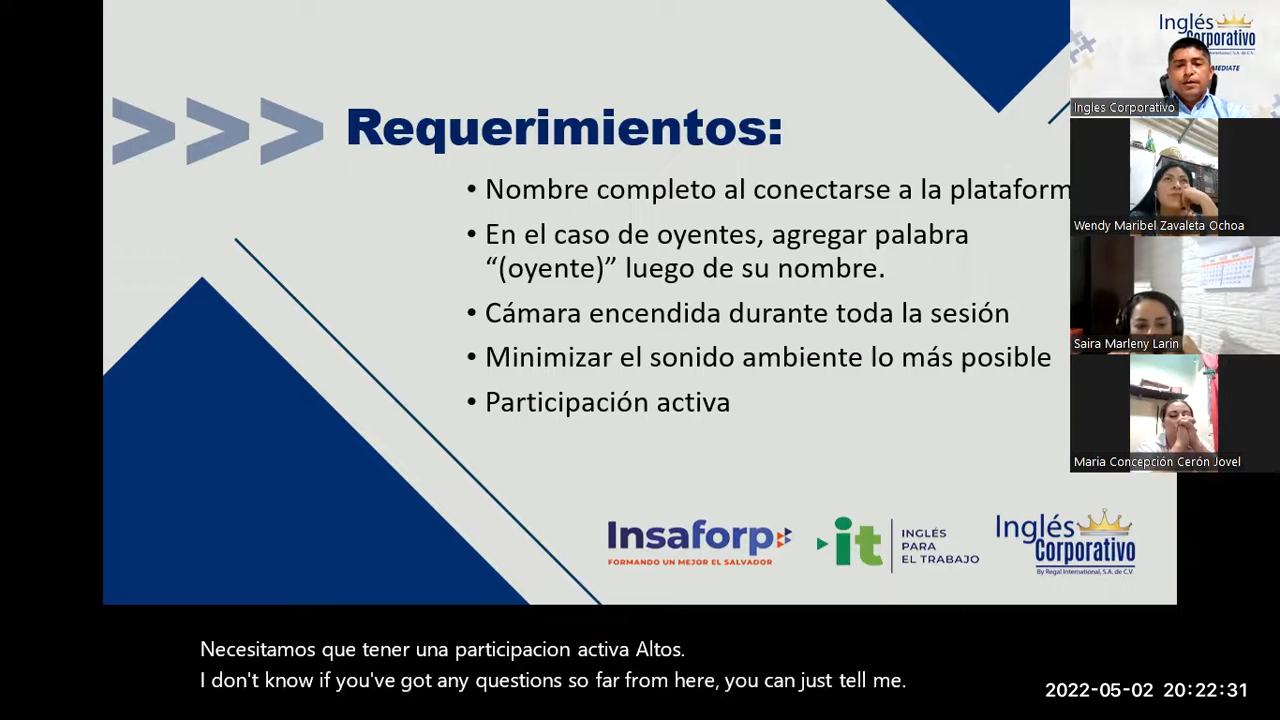 >>> Requerimientos:
• Nombre completo al conectarse a la plataform
• En el caso de oyentes, agregar palabra
“(oyente)” luego de su nombre.
• Cámara encendida durante toda la sesión
• Minimizar el sonido ambiente lo más posible
• Participación activa
Insaforp
FORMANDO UN MEJOR EL SALVADOR
it
INGLÉS
PARA
EL TRABAJO
Inglés
Corporativo
By Regal International, S.A. de C.V.
Inglés
Corporativo
Ingles Corporativo
Wendy Maribel Zavaleta Ochoa
Saira Marleny Larin
Maria Concepción Cerón Jovel
Necesitamos que tener una participacion activa Altos.
I don't know if you've got any questions so far from here, you can just tell me.
2022-05-02 20:22:31